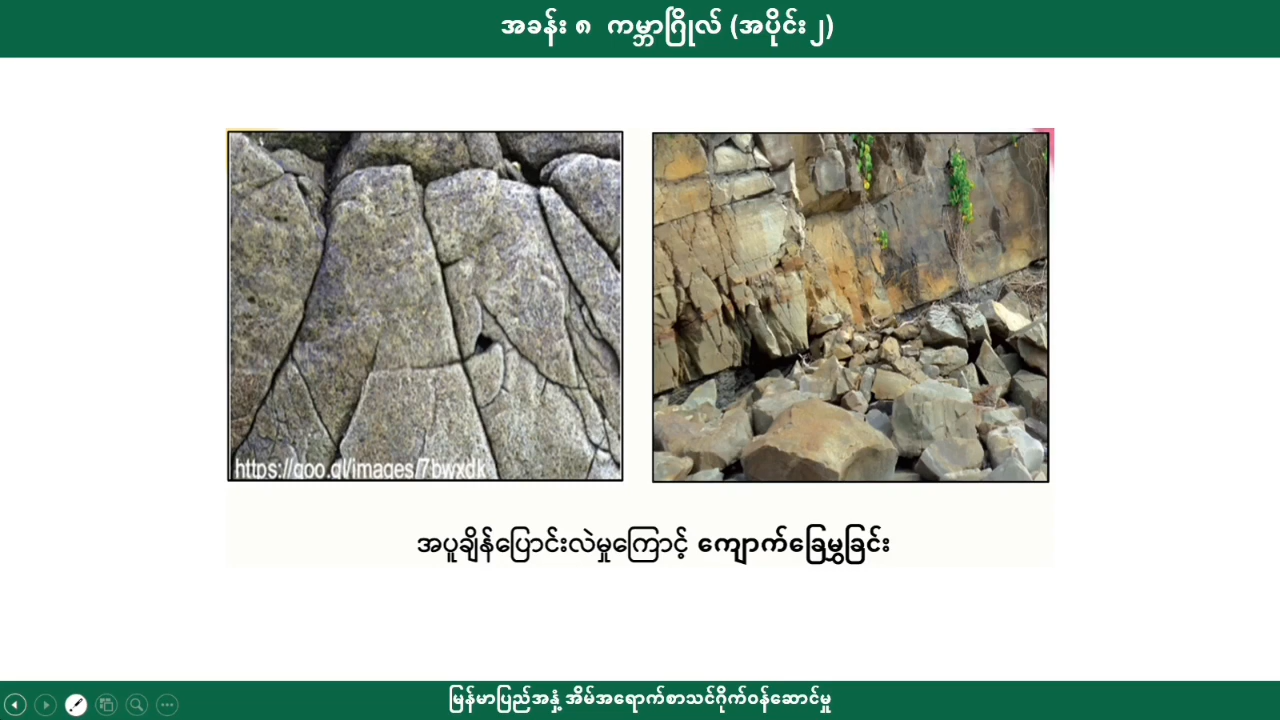 အခန်း ၈ ကမ္ဘာဂြိုလ် (အပိုင်း၂)
https://goo.gl/images/7bwxdk
အပူချိန်ပြောင်းလဲမှုကြောင့် ကျောက်ခြေမွခြင်း
မြန်မာပြည်အနှံ့ အိမ်အရောက်စာသင်ဂိုက်ဝန်ဆောင်မှု